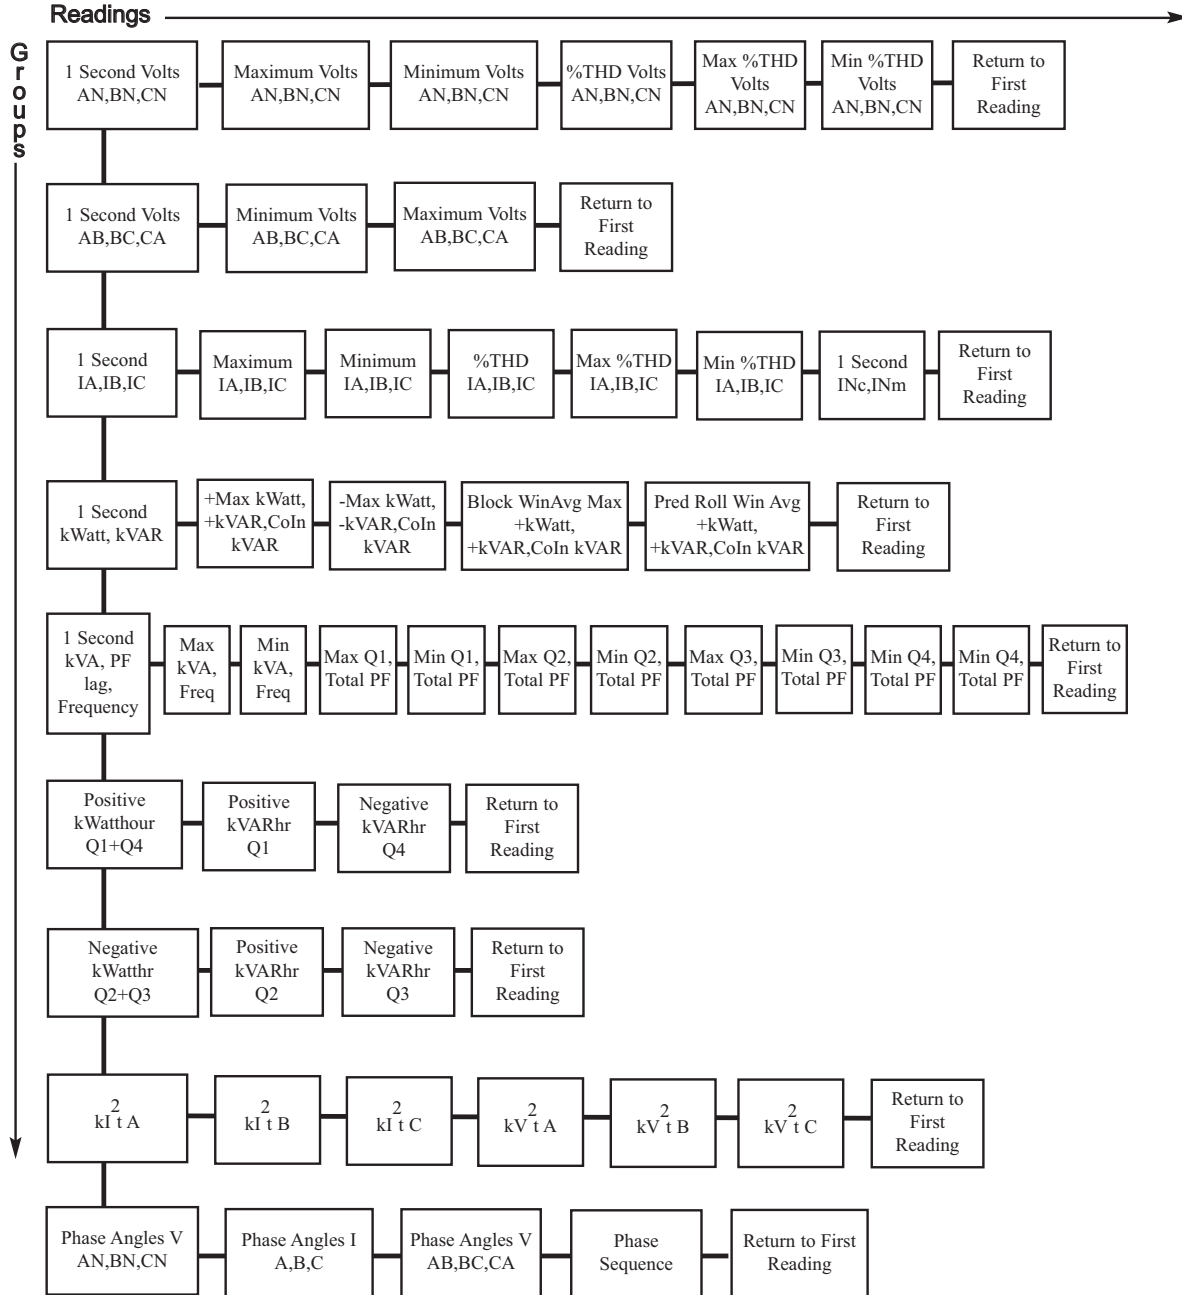 Readings
Groups
1 Second Volts
AN,BN,CN
Maximum Volts
AN,BN,CN
Minimum Volts
AN,BN,CN
%THD Volts
AN,BN,CN
Max %THD
Volts
AN,BN,CN
Min %THD
Volts
AN,BN,CN
Return to
First
Reading
1 Second Volts
AB,BC,CA
Minimum Volts
AB,BC,CA
Maximum Volts
AB,BC,CA
Return to
First
Reading
1 Second
IA,IB,IC
Maximum
IA,IB,IC
Minimum
IA,IB,IC
%THD
IA,IB,IC
Max %THD
IA,IB,IC
Min %THD
IA,IB,IC
1 Second
INc,INm
Return to
First
Reading
1 Second
kWatt, kVAR
+Max kWatt,
+kVAR,CoIn
kVAR
-Max kWatt,
-kVAR,CoIn
kVAR
Block WinAvg Max
+kWatt,
+kVAR,CoIn kVAR
Pred Roll Win Avg
+kWatt,
+kVAR,CoIn kVAR
Return to
First
Reading
1 Second
kVA, PF
lag,
Frequency
Max
kVA,
Freq
Min
kVA,
Freq
Max Q1,
Total PF
Min Q1,
Total PF
Max Q2,
Total PF
Min Q2,
Total PF
Max Q3,
Total PF
Min Q3,
Total PF
Min Q4,
Total PF
Min Q4,
Total PF
Return to
First
Reading
Positive
kWatthour
Q1+Q4
Positive
kVARhr
Q1
Negative
kVARhr
Q4
Return to
First
Reading
Negative
kWatthr
Q2+Q3
Positive
kVARhr
Q2
Negative
kVARhr
Q3
Return to
First
Reading
kI²t A
kI²t B
kI²t C
kV²t A
kV²t B
kV²t C
Return to
First
Reading
Phase Angles V
AN,BN,CN
Phase Angles I
A,B,C
Phase Angles V
AB,BC,CA
Phase
Sequence
Return to First
Reading